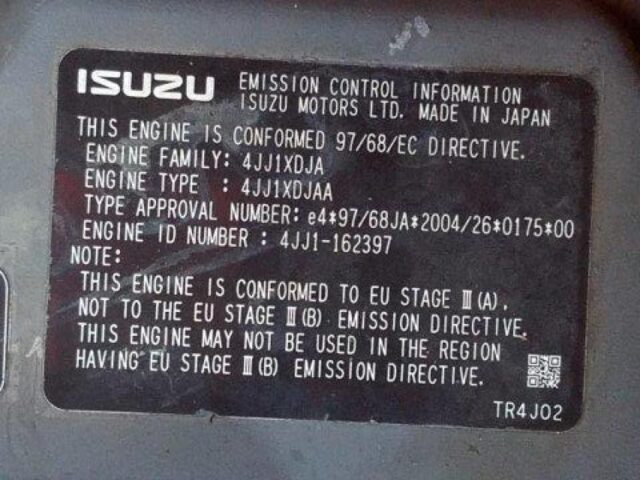 ISUZU EMISSION CONTROL INFORMATION
ISUZU MOTORS LTD. MADE IN JAPAN
THIS ENGINE IS CONFORMED 97/68/EC DIRECTIVE.
ENGINE FAMILY: 4JJ1XDJA
ENGINE TYPE : 4JJ1XDJAA
TYPE APPROVAL NUMBER: e4*97/68JA*2004/26*0175*00
ENGINE ID NUMBER : 4JJ1-162397
NOTE:
THIS ENGINE IS CONFORMED TO EU STAGE Ⅲ(A),
NOT TO THE EU STAGE Ⅲ(B) EMISSION DIRECTIVE.
THIS ENGINE MAY NOT BE USED IN THE REGION
HAVING EU STAGE Ⅲ(B) EMISSION DIRECTIVE.
TR4J02